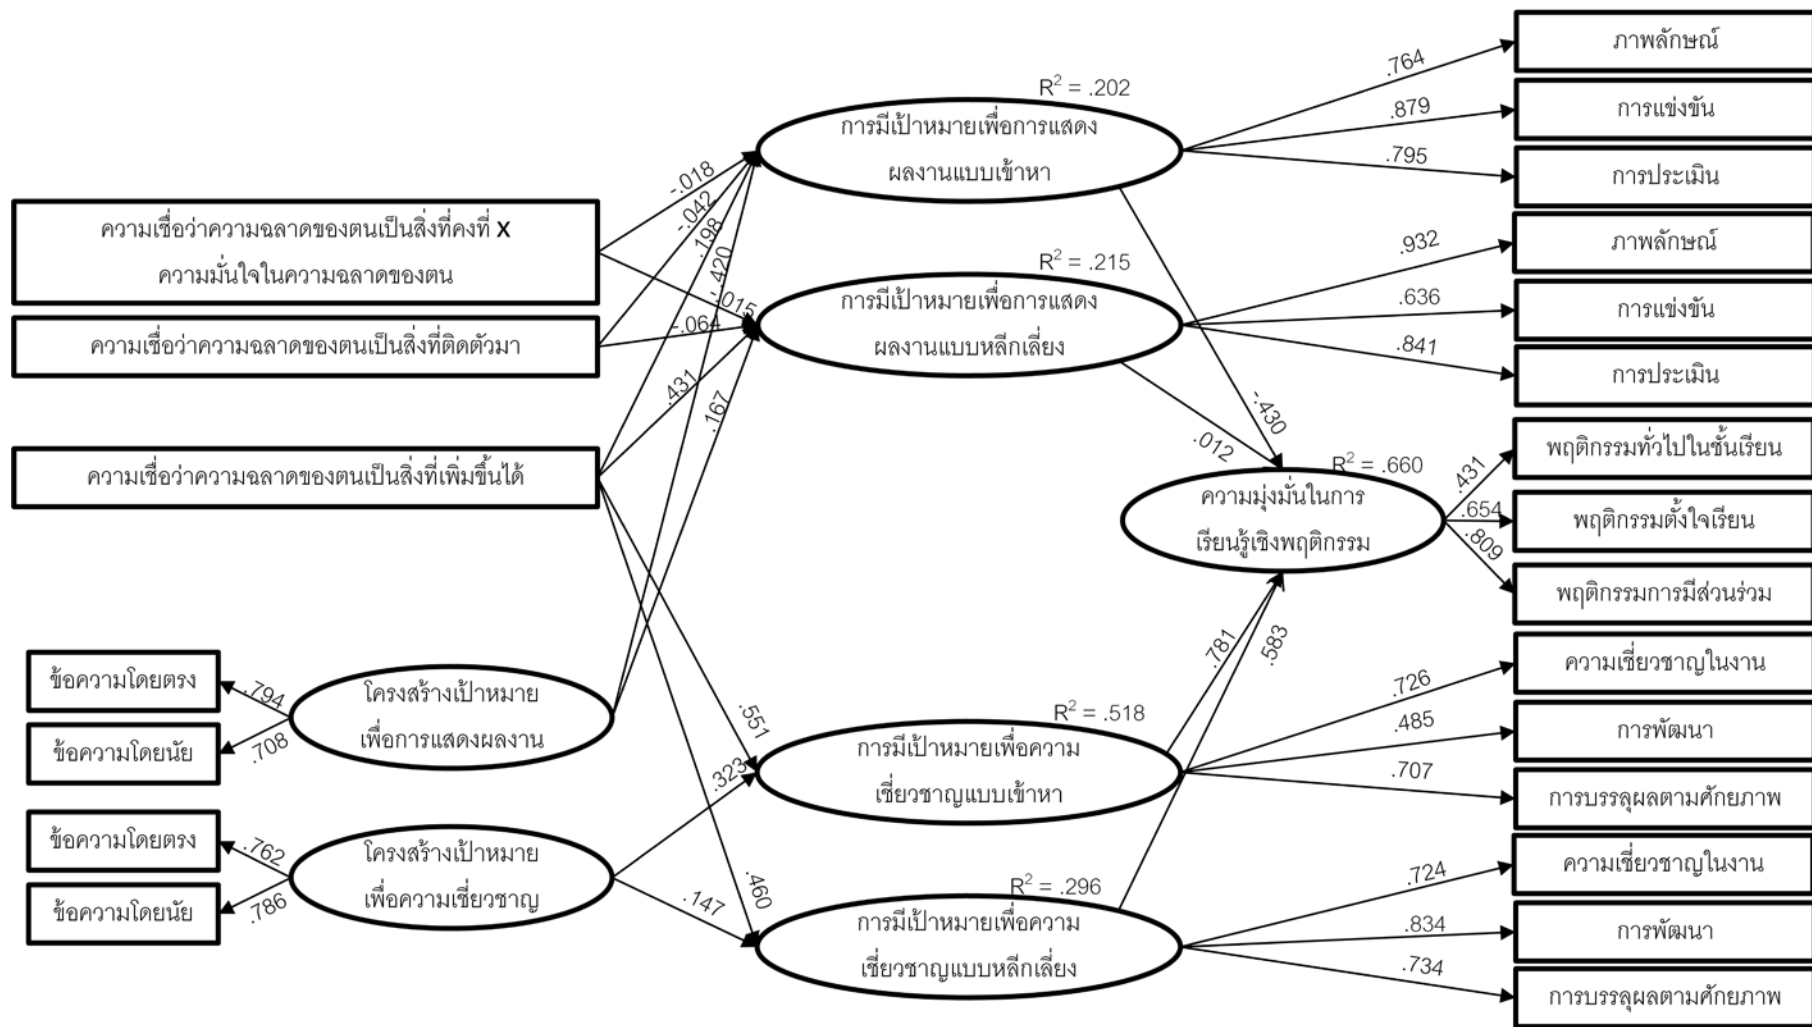 ภาพลักษณ์
.764
R² = .202
.879
การแข่งขัน
การมีเป้าหมายเพื่อการแสดง
ผลงานแบบเข้าหา
.795
การประเมิน
-.018
-.042
.198
-.420
ความเชื่อว่าความฉลาดของตนเป็นสิ่งที่คงที่ X
ความมั่นใจในความฉลาดของตน
.932
ภาพลักษณ์
R² = .215
-.015
การมีเป้าหมายเพื่อการแสดง
ผลงานแบบหลีกเลี่ยง
.636
การแข่งขัน
-.064
ความเชื่อว่าความฉลาดของตนเป็นสิ่งที่ติดตัวมา
.841
การประเมิน
.431
.167
-.430
.012
พฤติกรรมทั่วไปในชั้นเรียน
R² = .660
.431
ความเชื่อว่าความฉลาดของตนเป็นสิ่งที่เพิ่มขึ้นได้
ความมุ่งมั่นในการ
เรียนรู้เชิงพฤติกรรม
.654
พฤติกรรมตั้งใจเรียน
.809
พฤติกรรมการมีส่วนร่วม
.781
.583
ข้อความโดยตรง
.794
โครงสร้างเป้าหมาย
เพื่อการแสดงผลงาน
.708
ข้อความโดยนัย
.551
R² = .518
.726
ความเชี่ยวชาญในงาน
การมีเป้าหมายเพื่อความ
เชี่ยวชาญแบบเข้าหา
.485
การพัฒนา
.323
.707
การบรรลุผลตามศักยภาพ
ข้อความโดยตรง
.762
โครงสร้างเป้าหมาย
เพื่อความเชี่ยวชาญ
.786
ข้อความโดยนัย
.460
.147
R² = .296
.724
ความเชี่ยวชาญในงาน
การมีเป้าหมายเพื่อความ
เชี่ยวชาญแบบหลีกเลี่ยง
.834
การพัฒนา
.734
การบรรลุผลตามศักยภาพ